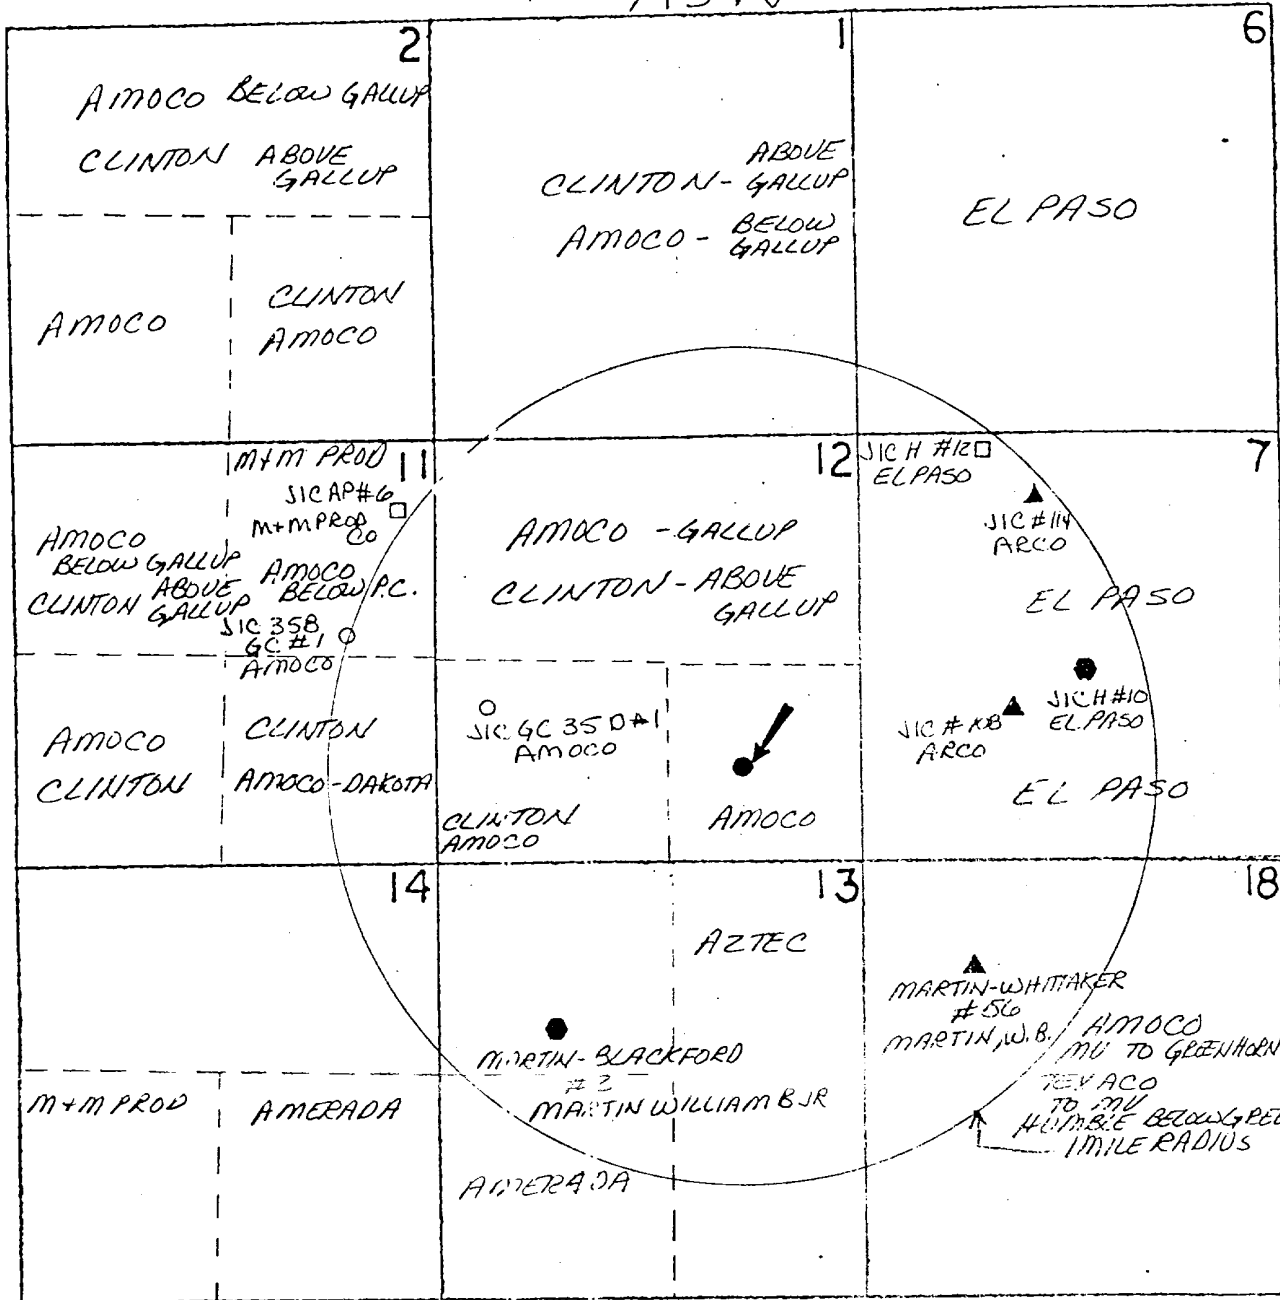 2
AMOCO BELOW GALLUP
CLINTON ABOVE
GALLUP
AMOCO
CLINTON
AMOCO
1
ABOVE
CLINTON - GALLUP
AMOCO - BELOW
GALLUP
6
EL PASO
11
M+M PROD
JIC AP #6
M+M PROD
CO
AMOCO
BELOW GALLUP
CLINTON ABOVE
GALLUP
AMOCO
BELOW P.C.
JIC 35B
GC #1
AMOCO
AMOCO
CLINTON
CLINTON
AMOCO-DAKOTA
12
AMOCO - GALLUP
CLINTON - ABOVE
GALLUP
JIC GC 35 D #1
AMOCO
CLINTON
AMOCO
AMOCO
7
JIC H #12
EL PASO
JIC #114
ARCO
EL PASO
JIC H #10
EL PASO
JIC # 10B
ARCO
EL PASO
14
M+M PROD
AMERADA
13
AZTEC
MARTIN-BLACKFORD
MARTIN WILLIAM B JR
AMERADA
18
MARTIN-WHITTAKER
#56
MARTIN, W.B.
AMOCO
MV TO GREENHORN
TEXACO
TO MV
HUMBLE BELOW GREE
1 MILE RADIUS